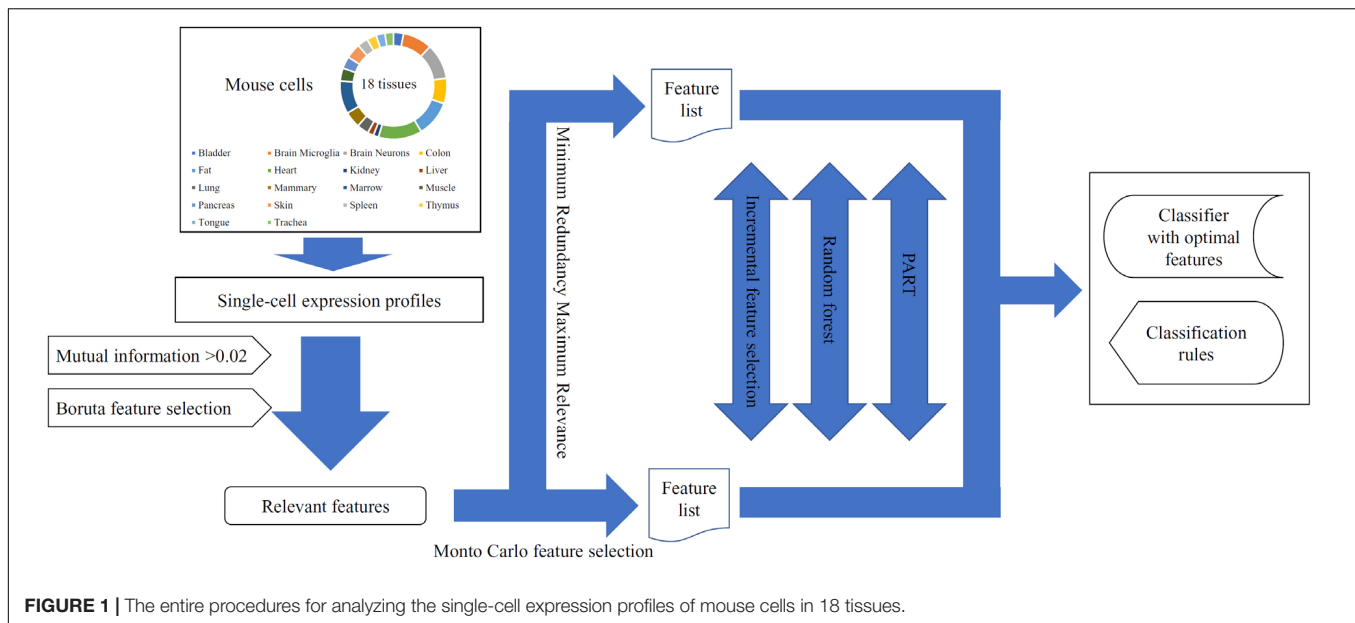 Mouse cells
18 tissues
Bladder
Brain Microglia
Brain Neurons
Colon
Fat
Heart
Kidney
Liver
Lung
Mammary
Marrow
Muscle
Pancreas
Skin
Spleen
Thymus
Tongue
Trachea
Single-cell expression profiles
Mutual information >0.02
Boruta feature selection
Relevant features
Minimum Redundancy Maximum Relevance
Monto Carlo feature selection
Feature
list
Incremental feature selection
Random forest
PART
Feature
list
Classifier
with optimal
features
Classification
rules
FIGURE 1 | The entire procedures for analyzing the single-cell expression profiles of mouse cells in 18 tissues.